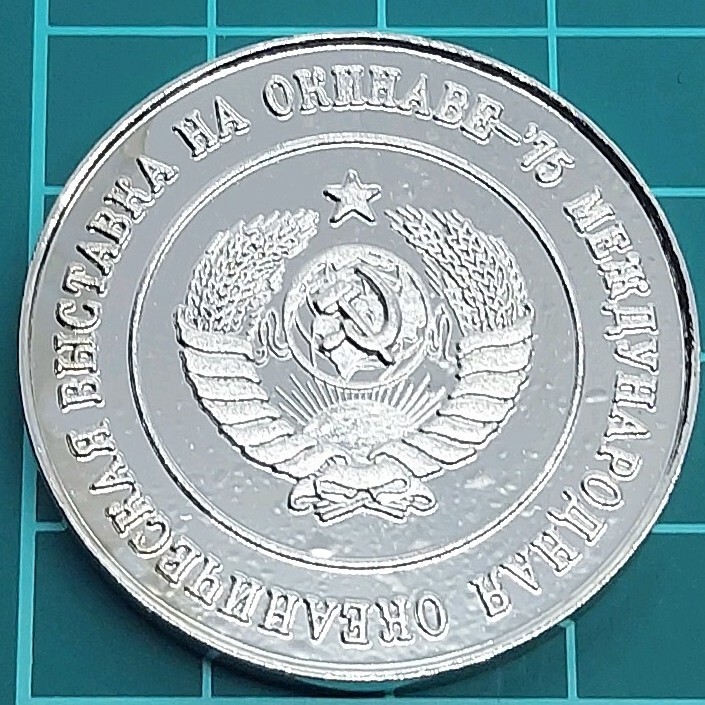 МЕЖДУНАРОДНАЯ ОКЕАНИЧЕСКАЯ ВЫСТАВКА НА ОКИНАВЕ—'75